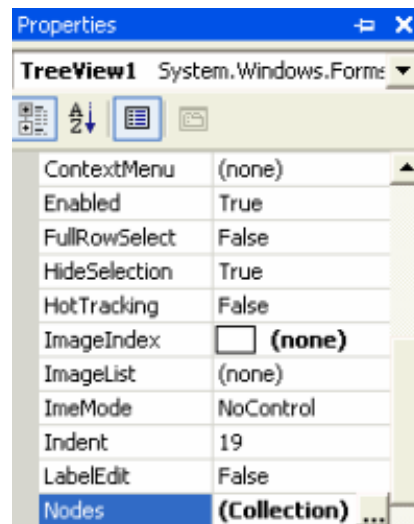 Properties
TreeView1 System.Windows.Forms
ContextMenu (none)
Enabled True
FullRowSelect False
HideSelection True
HotTracking False
ImageIndex (none)
ImageList (none)
ImeMode NoControl
Indent 19
LabelEdit False
Nodes (Collection) ...